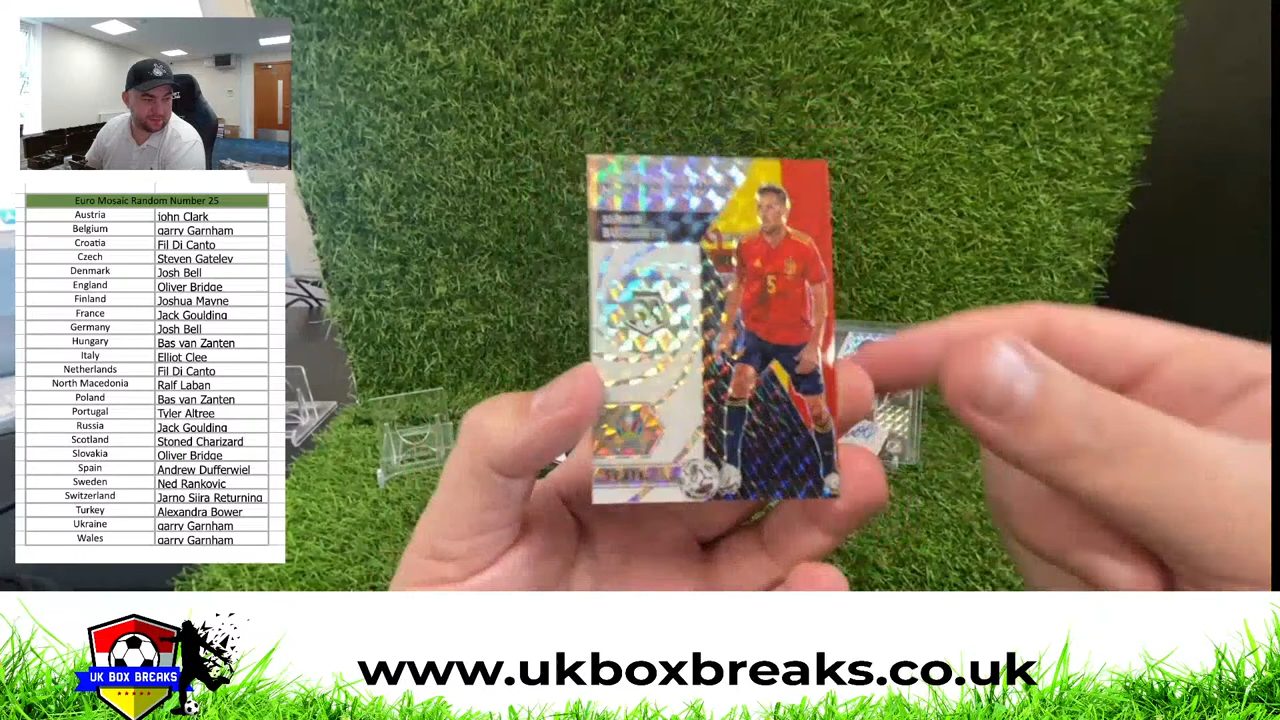 Euro Mosaic Random Number 25
Austria john Clark
Belgium garry Garnham
Croatia Fil Di Canto
Czech Steven Gateley
Denmark Josh Bell
England Oliver Bridge
Finland Joshua Mayne
France Jack Goulding
Germany Josh Bell
Hungary Bas van Zanten
Italy Elliot Clee
Netherlands Fil Di Canto
North Macedonia Ralf Laban
Poland Bas van Zanten
Portugal Tyler Altree
Russia Jack Goulding
Scotland Stoned Charizard
Slovakia Oliver Bridge
Spain Andrew Dufferwiel
Sweden Ned Rankovic
Switzerland Jarno Siira Returning
Turkey Alexandra Bower
Ukraine garry Garnham
Wales garry Garnham
5
UK BOX BREAKS
www.ukboxbreaks.co.uk